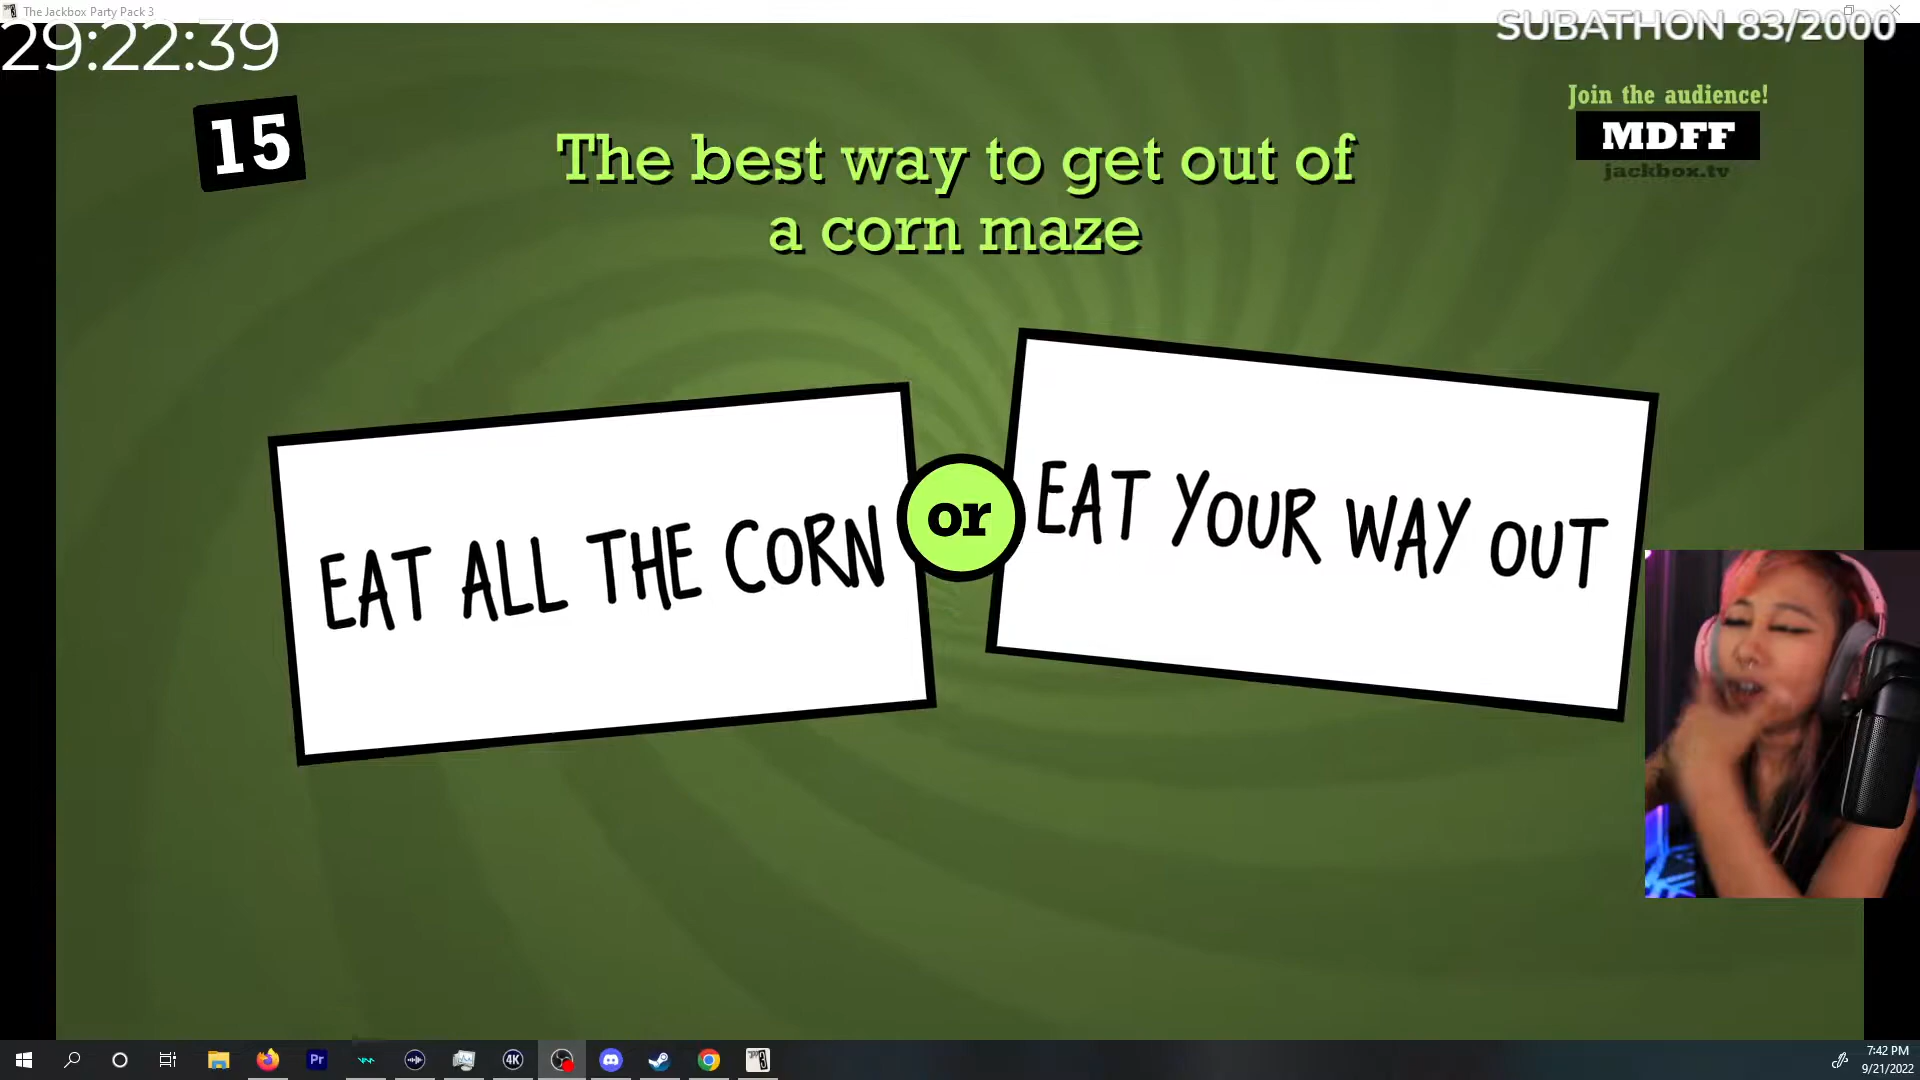 The Jackbox Party Pack 3
29:22:39
SUBATHON 83/2000
15
The best way to get out of
a corn maze
Join the audience!
MDFF
jackbox.tv
EAT ALL THE CORN
or
EAT YOUR WAY OUT
Pr
4K
7:42 PM
9/21/2022